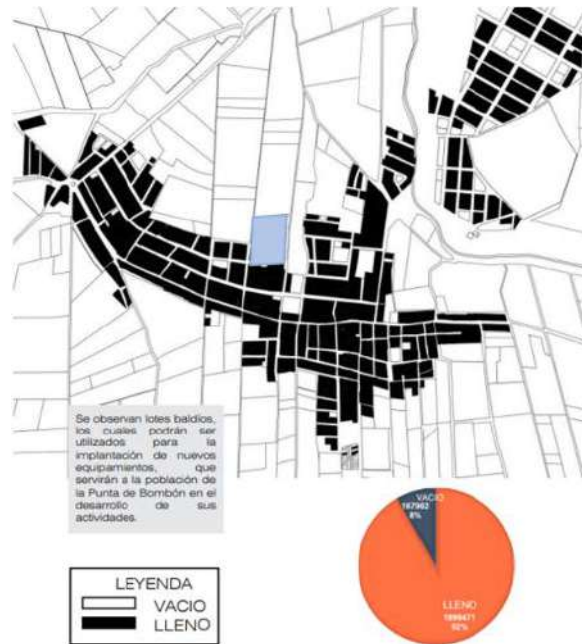 Se observan lotes baldíos,
los cuales podrán ser
utilizados para la
implantación de nuevos
equipamientos, que
servirán a la población de
la Punta de Bombón en el
desarrollo de sus
actividades.
VACIO
8%
LLENO
92%
LEYENDA
VACIO
LLENO